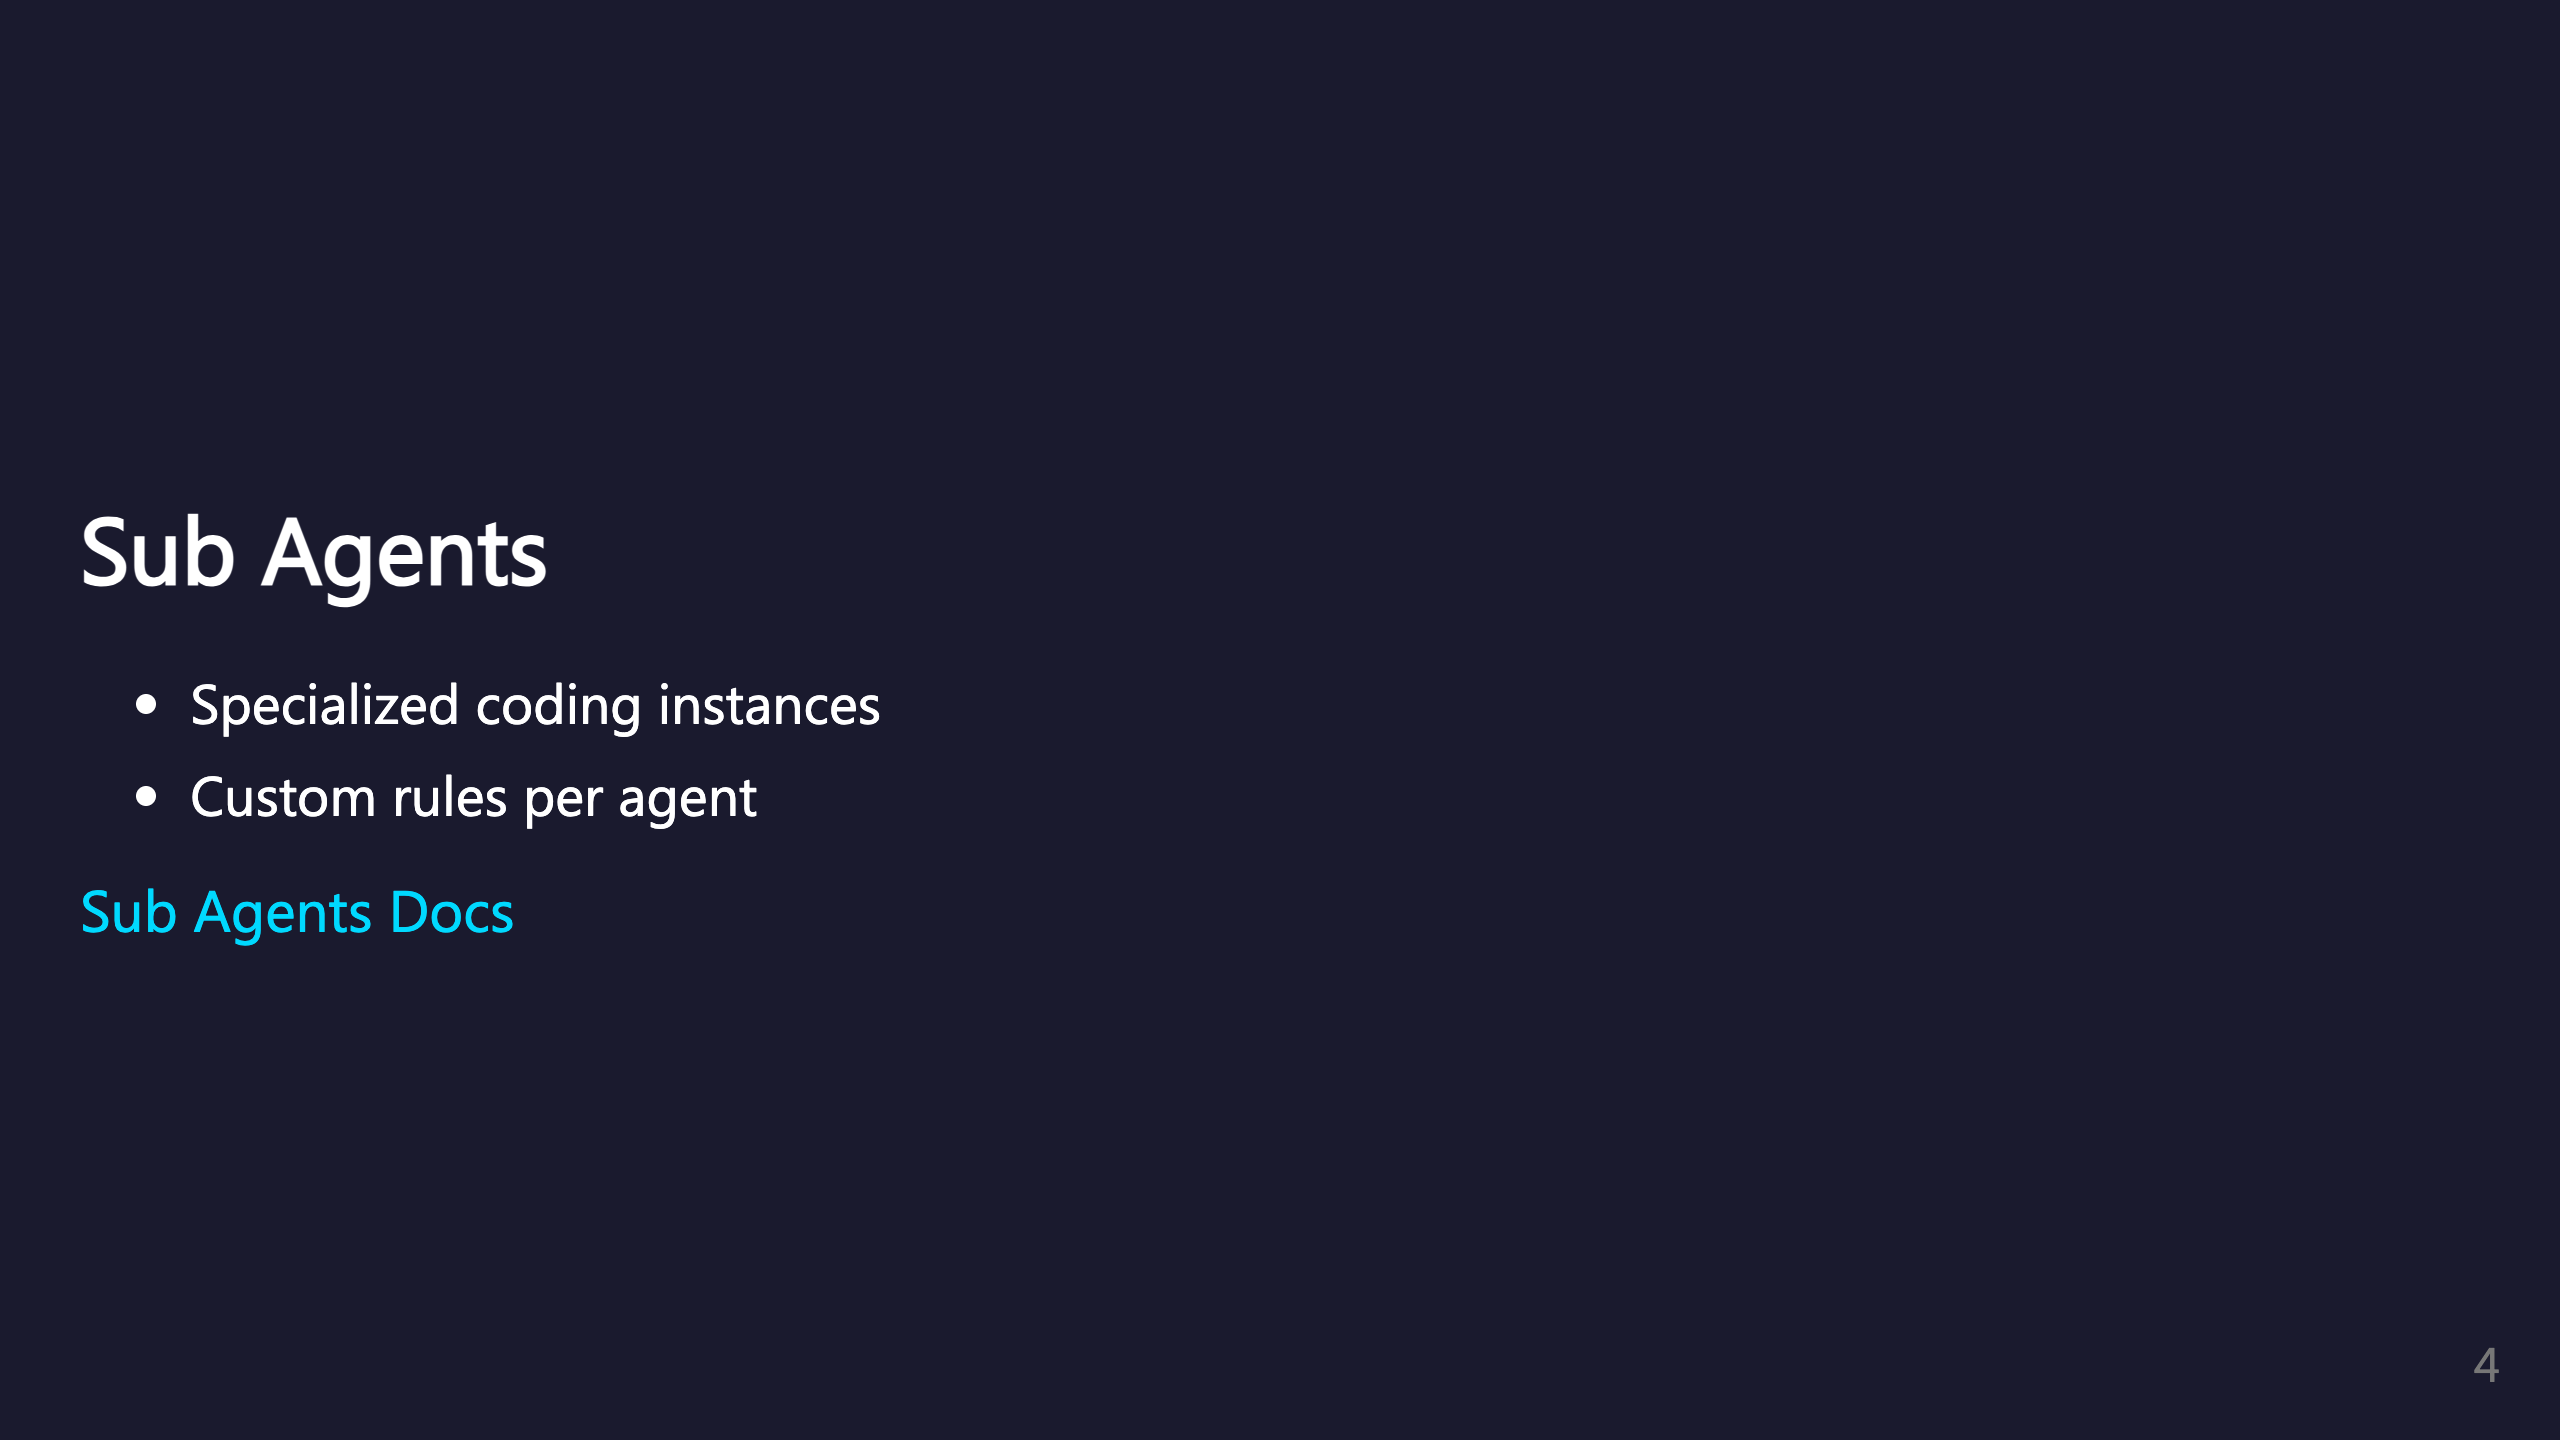 Sub Agents
• Specialized coding instances
• Custom rules per agent
Sub Agents Docs
4